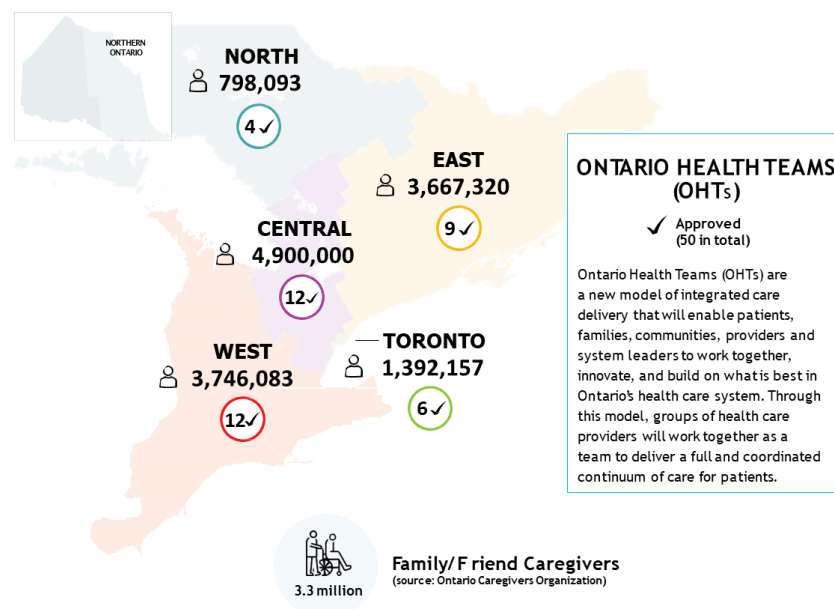 NORTHERN
ONTARIO
NORTH
798,093
4
EAST
3,667,320
9
CENTRAL
4,900,000
12
WEST
3,746,083
12
TORONTO
1,392,157
6
ONTARIO HEALTH TEAMS
(OHTs)
Approved
(50 in total)
Ontario Health Teams (OHTs) are
a new model of integrated care
delivery that will enable patients,
families, communities, providers and
system leaders to work together,
innovate, and build on what is best in
Ontario's health care system. Through
this model, groups of health care
providers will work together as a
team to deliver a full and coordinated
continuum of care for patients.
3.3 million
Family/Friend Caregivers
(source: Ontario Caregivers Organization)